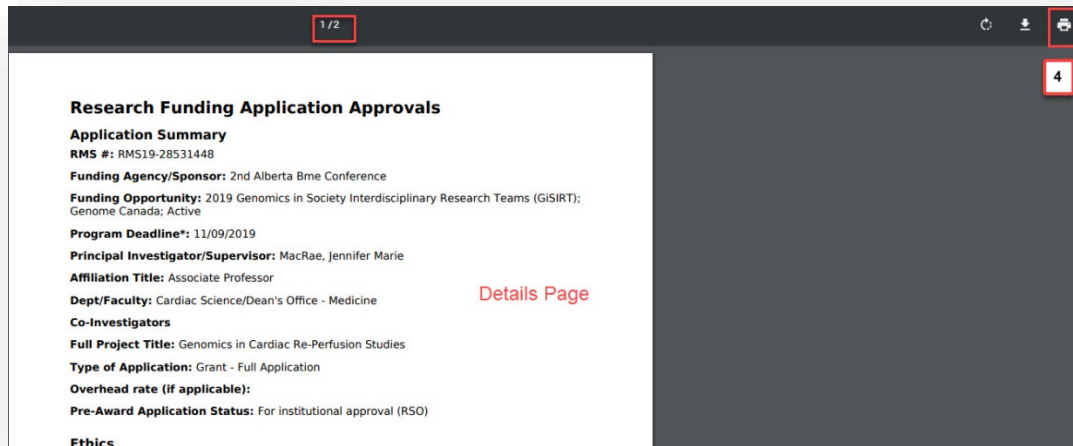 1 / 2
4
Research Funding Application Approvals
Application Summary
RMS #: RMS19-28531448
Funding Agency/Sponsor: 2nd Alberta Bme Conference
Funding Opportunity: 2019 Genomics in Society Interdisciplinary Research Teams (GiSIRT);
Genome Canada; Active
Program Deadline*: 11/09/2019
Principal Investigator/Supervisor: MacRae, Jennifer Marie
Affiliation Title: Associate Professor
Dept/Faculty: Cardiac Science/Dean's Office - Medicine
Details Page
Co-Investigators
Full Project Title: Genomics in Cardiac Re-Perfusion Studies
Type of Application: Grant - Full Application
Overhead rate (if applicable):
Pre-Award Application Status: For institutional approval (RSO)
Ethics